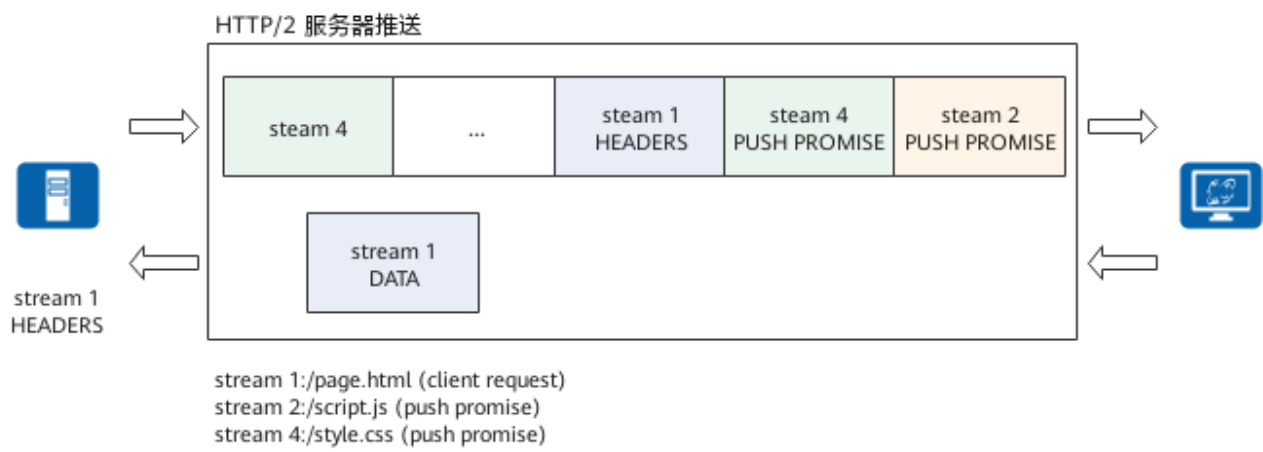 HTTP/2 服务器推送
steam 4
...
steam 1
HEADERS
steam 4
PUSH PROMISE
steam 2
PUSH PROMISE
stream 1
DATA
stream 1
HEADERS
stream 1:/page.html (client request)
stream 2:/script.js (push promise)
stream 4:/style.css (push promise)